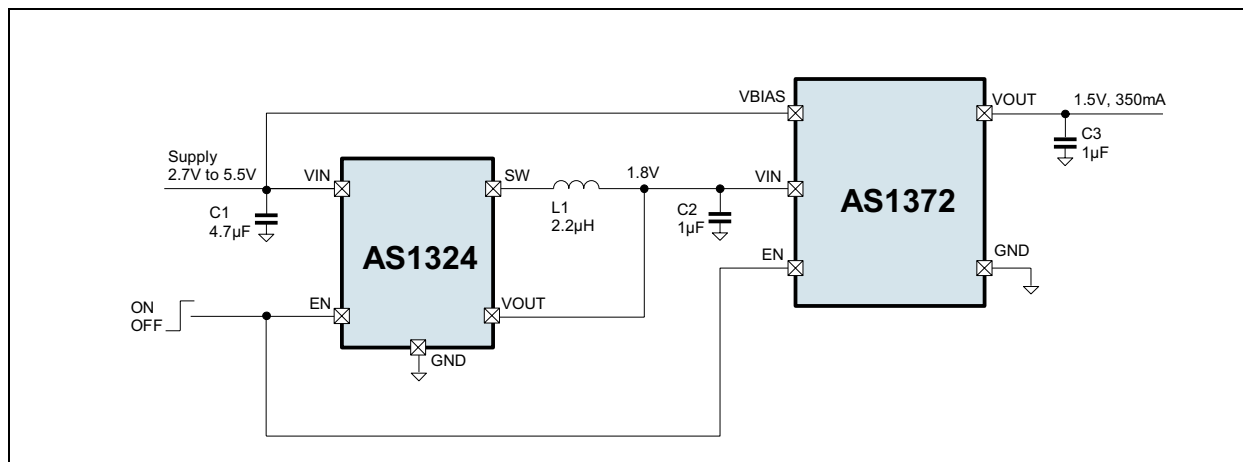 VBIAS
VOUT
1.5V, 350mA
C3
1µF
Supply
2.7V to 5.5V
VIN
SW
1.8V
VIN
C1
4.7µF
L1
2.2µH
C2
1µF
AS1372
AS1324
EN
GND
ON
OFF
EN
VOUT
GND